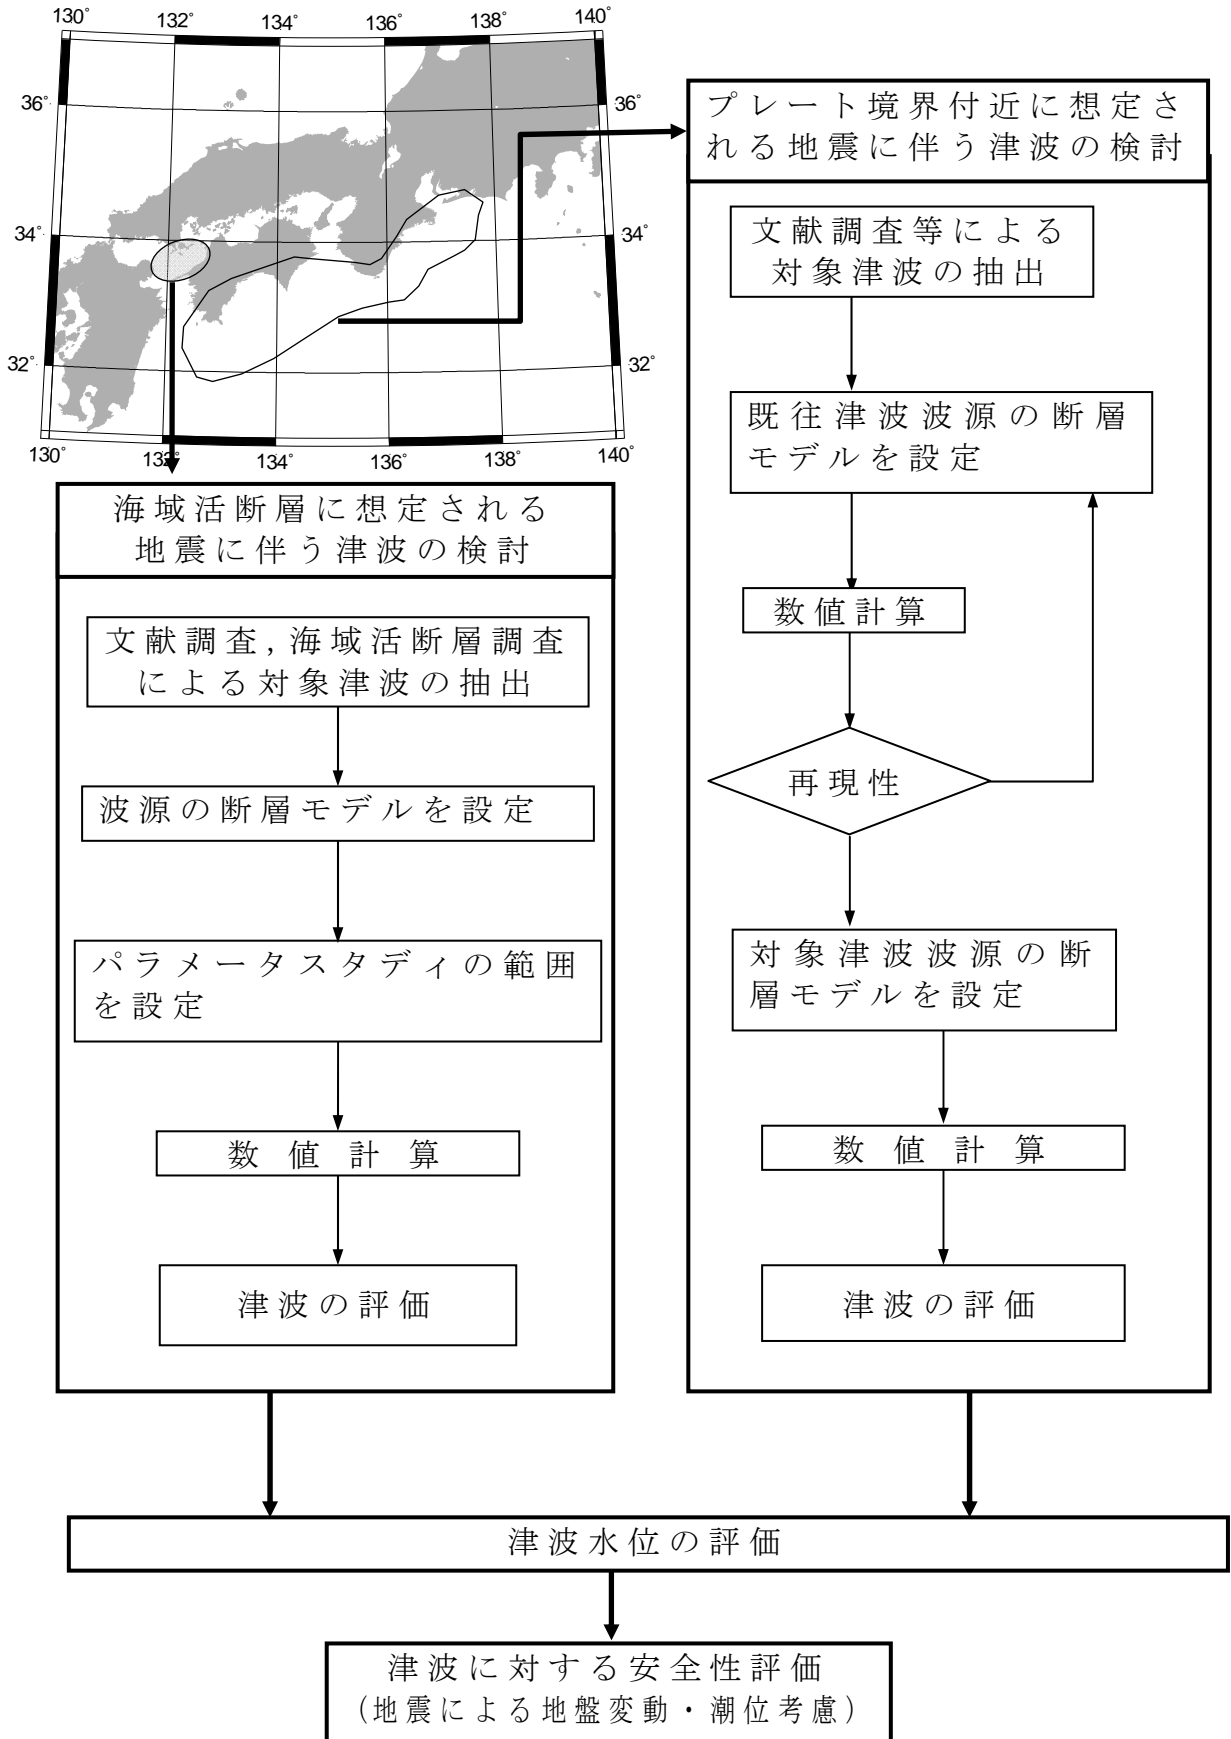 130°
132°
134°
136°
138°
140°
36°
36°
34°
34°
32°
32°
130°
132°
134°
136°
138°
140°
プレート境界付近に想定さ
れる地震に伴う津波の検討
文献調査等による
対象津波の抽出
既往津波波源の断層
モデルを設定
数値計算
再現性
対象津波波源の断
層モデルを設定
数値計算
津波の評価
海域活断層に想定される
地震に伴う津波の検討
文献調査,海域活断層調査
による対象津波の抽出
波源の断層モデルを設定
パラメータスタディの範囲
を設定
数値計算
津波の評価
津波水位の評価
津波に対する安全性評価
(地震による地盤変動・潮位考慮)